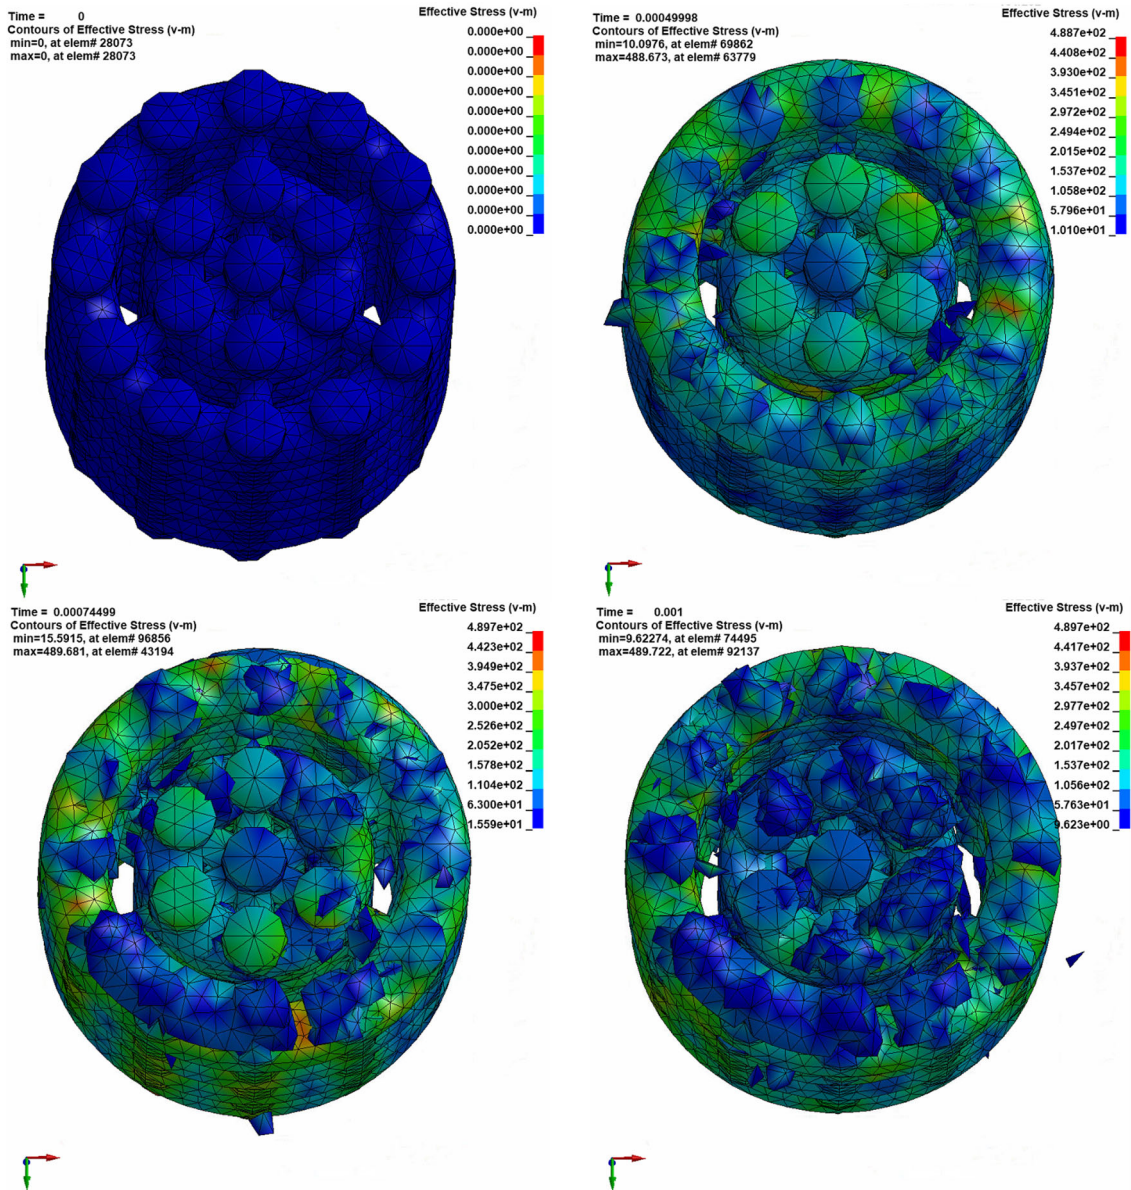 Time = 0
Contours of Effective Stress (v-m)
min=0, at elem# 28073
max=0, at elem# 28073
Effective Stress (v-m)
0.000e+00
0.000e+00
0.000e+00
0.000e+00
0.000e+00
0.000e+00
0.000e+00
0.000e+00
0.000e+00
0.000e+00
0.000e+00
Time = 0.00049998
Contours of Effective Stress (v-m)
min=10.0976, at elem# 69862
max=488.673, at elem# 63779
Effective Stress (v-m)
4.887e+02
4.408e+02
3.930e+02
3.451e+02
2.972e+02
2.494e+02
2.015e+02
1.537e+02
1.058e+02
5.796e+01
1.010e+01
Time = 0.00074499
Contours of Effective Stress (v-m)
min=15.5915, at elem# 96856
max=489.681, at elem# 43194
Effective Stress (v-m)
4.897e+02
4.423e+02
3.949e+02
3.475e+02
3.000e+02
2.526e+02
2.052e+02
1.578e+02
1.104e+02
6.300e+01
1.559e+01
Time = 0.001
Contours of Effective Stress (v-m)
min=9.62274, at elem# 74495
max=489.722, at elem# 92137
Effective Stress (v-m)
4.897e+02
4.417e+02
3.937e+02
3.457e+02
2.977e+02
2.497e+02
2.017e+02
1.537e+02
1.056e+02
5.763e+01
9.623e+00